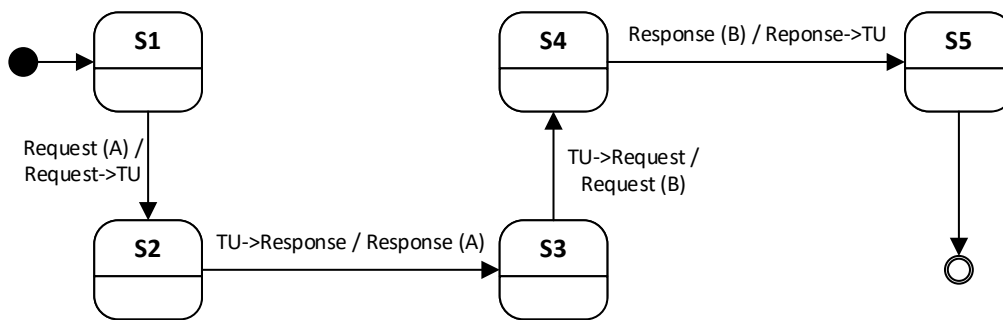 S1
S4
Response (B) / Reponse->TU
S5
Request (A) /
Request->TU
TU->Request /
Request (B)
S2
TU->Response / Response (A)
S3